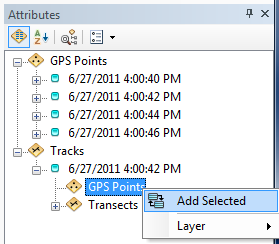 Attributes
GPS Points
6/27/2011 4:00:40 PM
6/27/2011 4:00:42 PM
6/27/2011 4:00:44 PM
6/27/2011 4:00:46 PM
Tracks
6/27/2011 4:00:42 PM
GPS Points
Add Selected
Transects
Layer